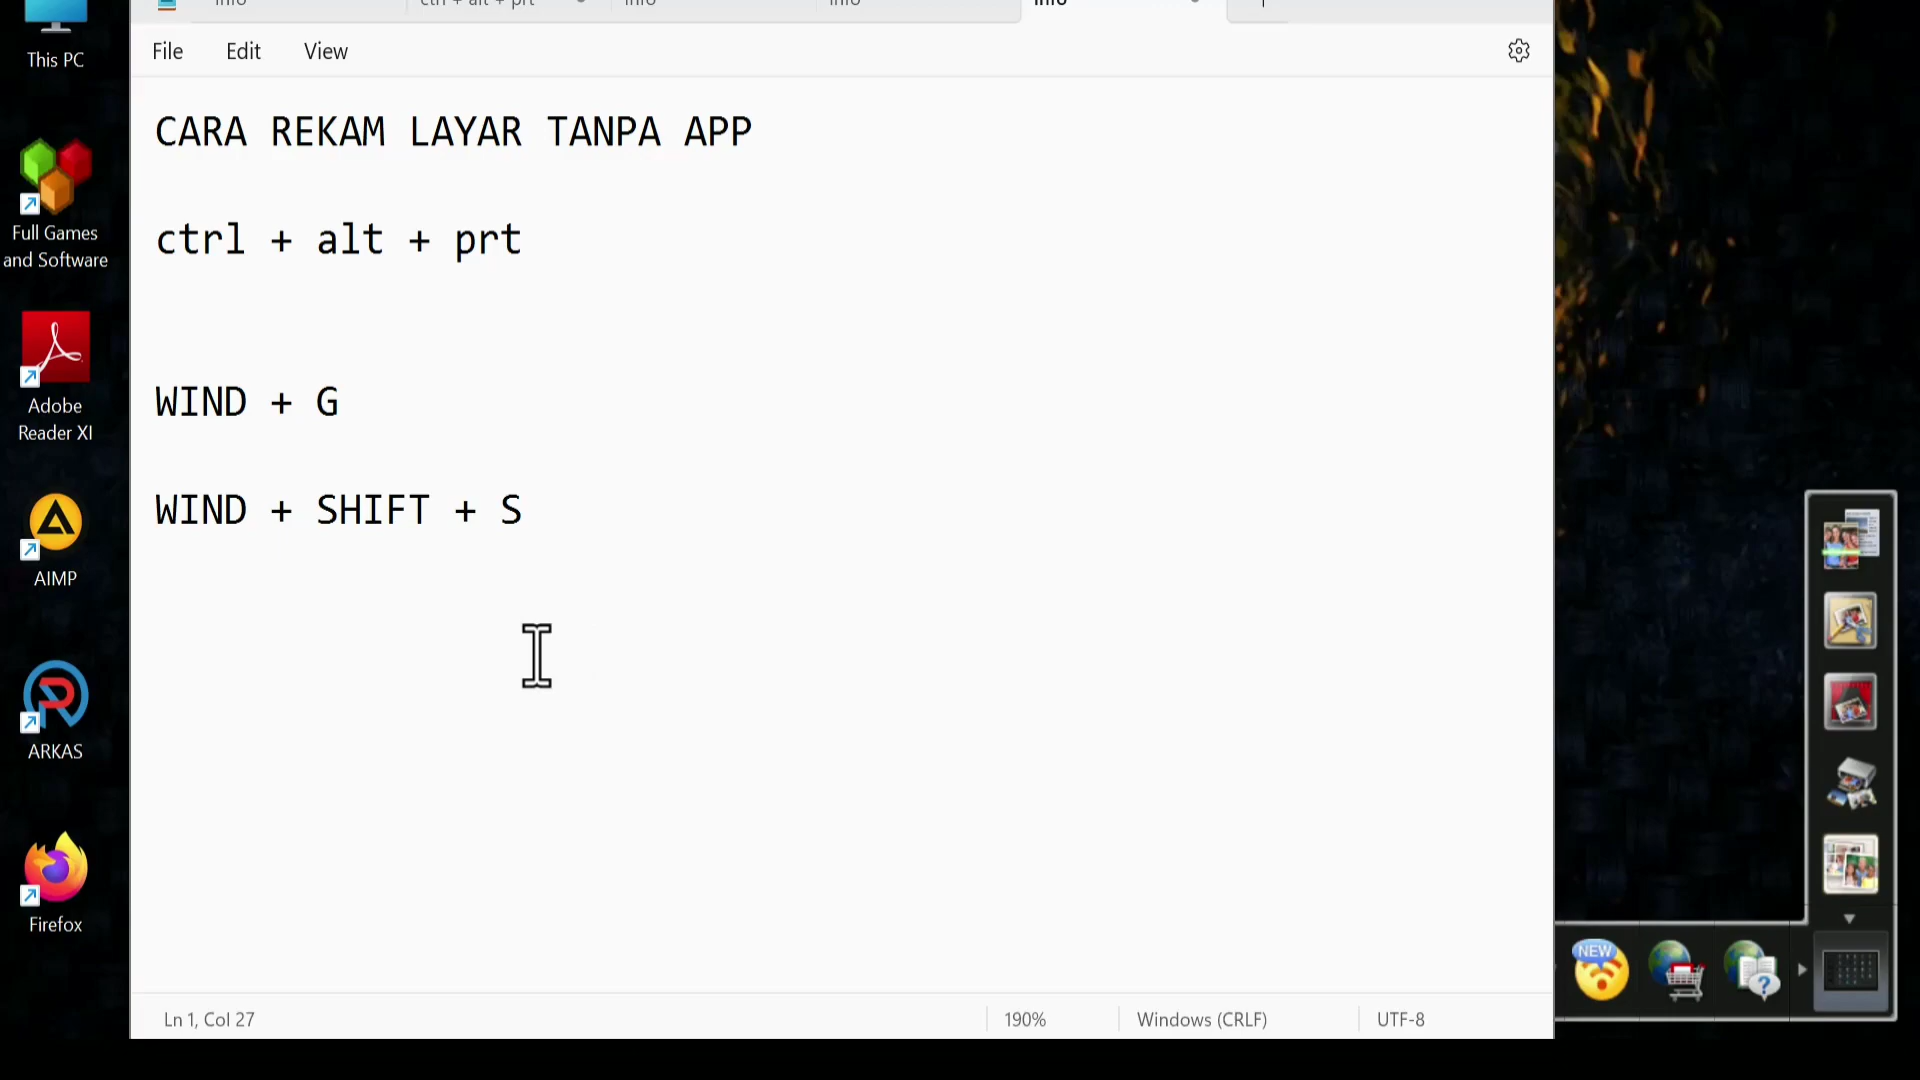 This PC
Full Games
and Software
Adobe
Reader XI
AIMP
ARKAS
Firefox
File Edit View
CARA REKAM LAYAR TANPA APP
ctrl + alt + prt
WIND + G
WIND + SHIFT + S
Ln 1, Col 27 190% Windows (CRLF) UTF-8
NEW